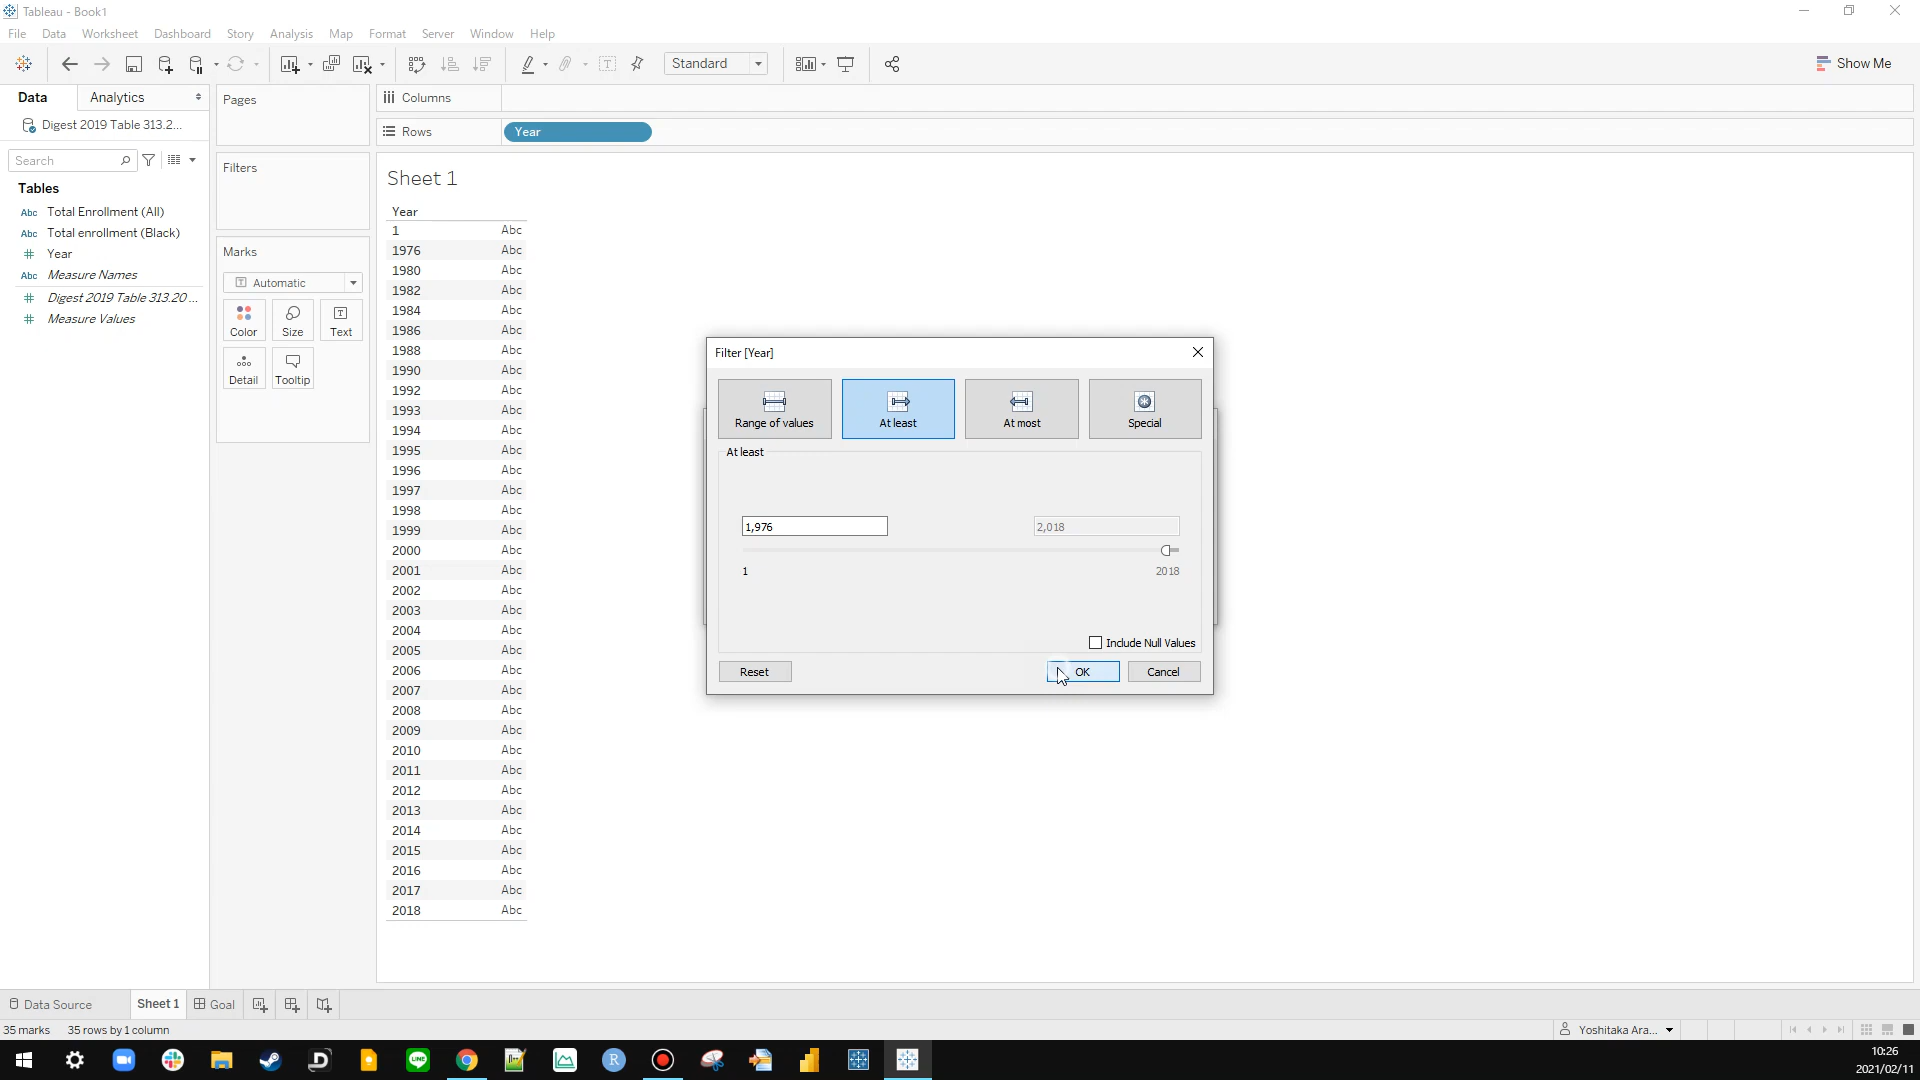 Tableau - Book1
File Data Worksheet Dashboard Story Analysis Map Format Server Window Help
Standard
Show Me
Data Analytics
Digest 2019 Table 313.2...
Search
Tables
Abc Total Enrollment (All)
Abc Total enrollment (Black)
# Year
Abc Measure Names
# Digest 2019 Table 313.20 ...
# Measure Values
Pages
Filters
Marks
Automatic
Color Size Text
Detail Tooltip
Columns
Rows Year
Sheet 1
Year
1 Abc
1976 Abc
1980 Abc
1982 Abc
1984 Abc
1986 Abc
1988 Abc
1990 Abc
1992 Abc
1993 Abc
1994 Abc
1995 Abc
1996 Abc
1997 Abc
1998 Abc
1999 Abc
2000 Abc
2001 Abc
2002 Abc
2003 Abc
2004 Abc
2005 Abc
2006 Abc
2007 Abc
2008 Abc
2009 Abc
2010 Abc
2011 Abc
2012 Abc
2013 Abc
2014 Abc
2015 Abc
2016 Abc
2017 Abc
2018 Abc
Filter [Year]
Range of values At least At most Special
At least
1,976 2,018
1 2018
Include Null Values
Reset OK Cancel
Data Source Sheet 1 Goal
35 marks 35 rows by 1 column
Yoshitaka Ara...
10:26
2021/02/11